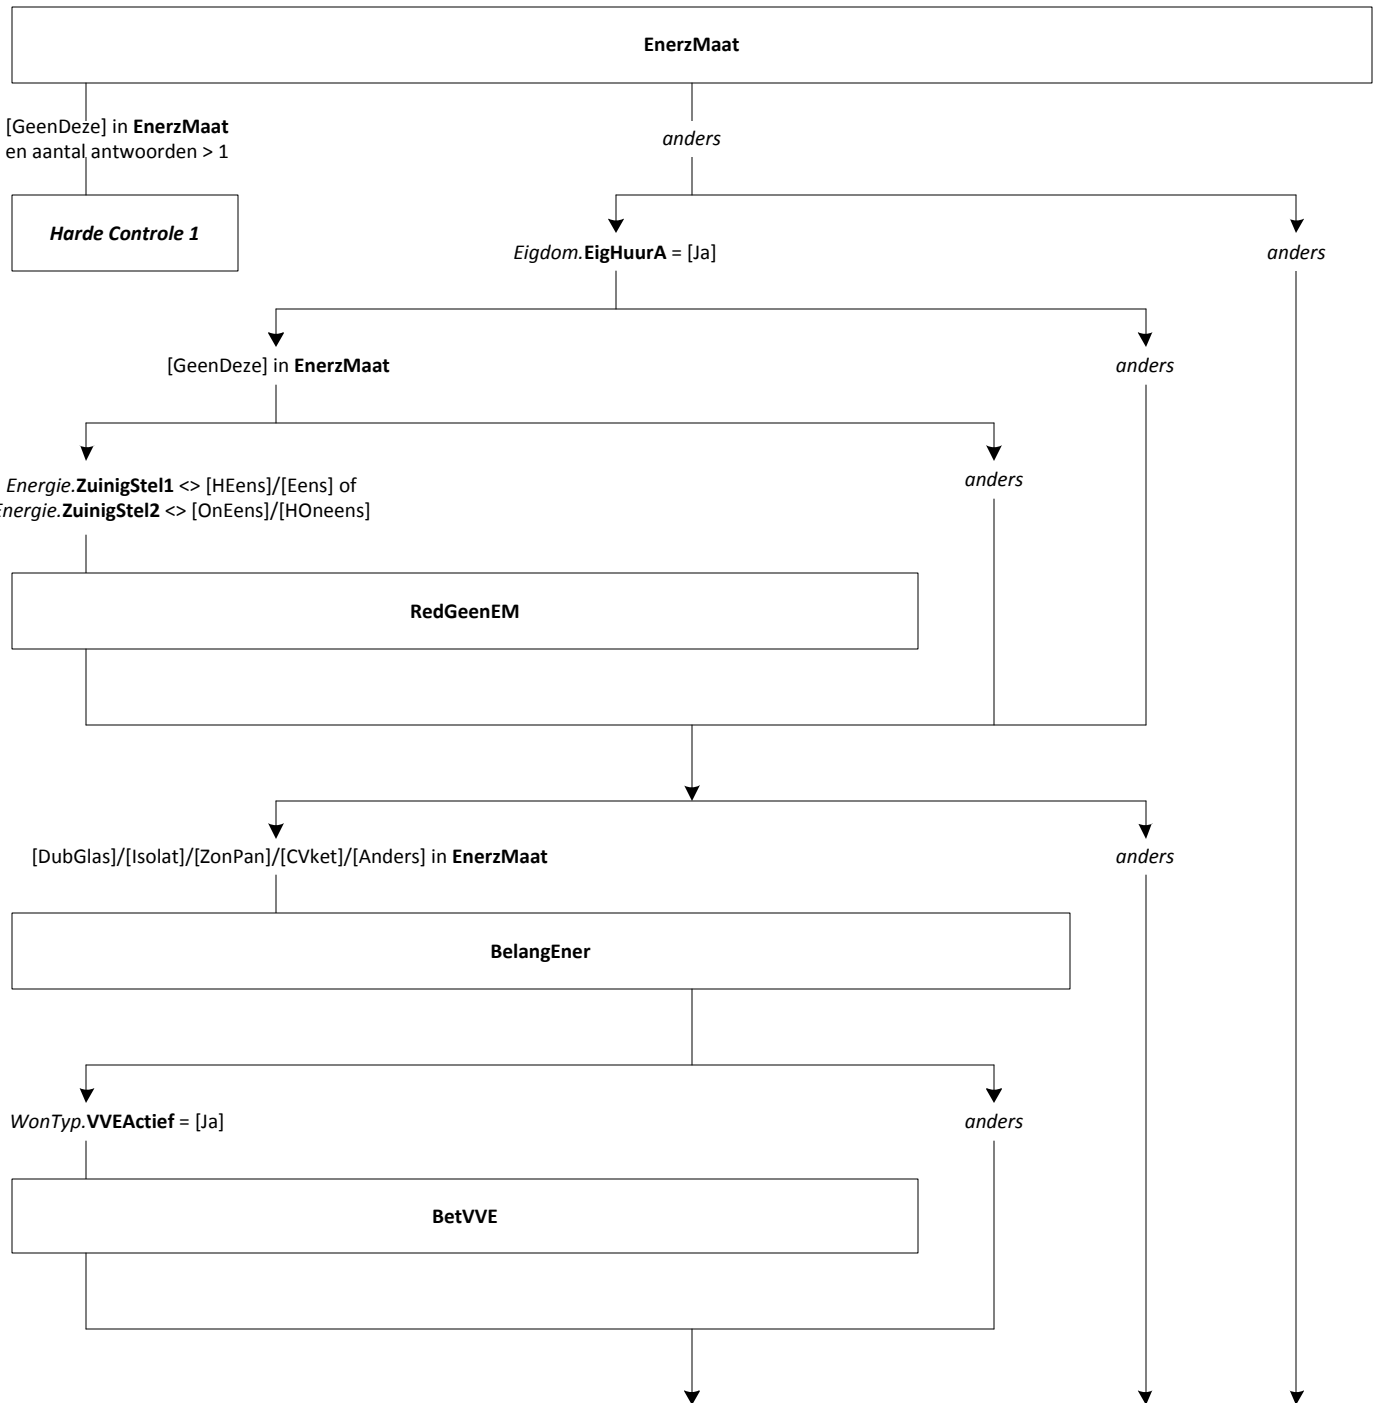 EnerzMaat
[GeenDeze] in EnerzMaat
en aantal antwoorden > 1
anders
Harde Controle 1
Eigdom.EigHuurA = [Ja]
anders
[GeenDeze] in EnerzMaat
anders
Energie.ZuinigStel1 <> [HEens]/[Eens] of
Energie.ZuinigStel2 <> [OnEens]/[HOneens]
anders
RedGeenEM
[DubGlas]/[Isolat]/[ZonPan]/[CVket]/[Anders] in EnerzMaat
anders
BelangEner
WonTyp.VVEActief = [Ja]
anders
BetVVE